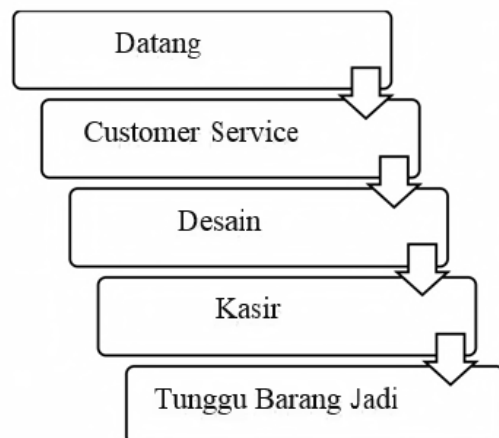 Datang
Customer Service
Desain
Kasir
Tunggu Barang Jadi